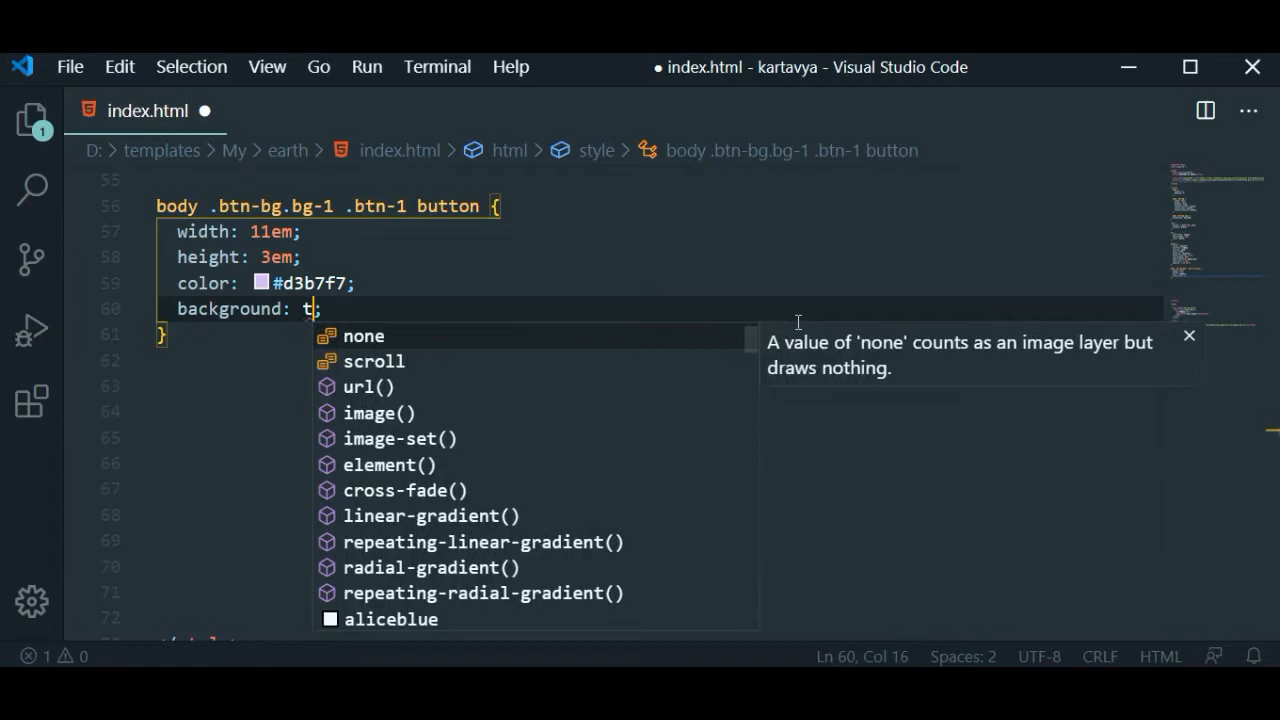 File Edit Selection View Go Run Terminal Help ● index.html - kartavya - Visual Studio Code
index.html ●
D: > templates > My > earth > index.html > html > style > body .btn-bg.bg-1 .btn-1 button
1
55
56 body .btn-bg.bg-1 .btn-1 button {
57 width: 11em;
58 height: 3em;
59 color: #d3b7f7;
60 background: t;
61 }
none
A value of 'none' counts as an image layer but
draws nothing.
62
scroll
63
url()
64
image()
65
image-set()
66
element()
67
cross-fade()
68
linear-gradient()
69
repeating-linear-gradient()
70
radial-gradient()
71
repeating-radial-gradient()
72
aliceblue
1 0 Ln 60, Col 16 Spaces: 2 UTF-8 CRLF HTML